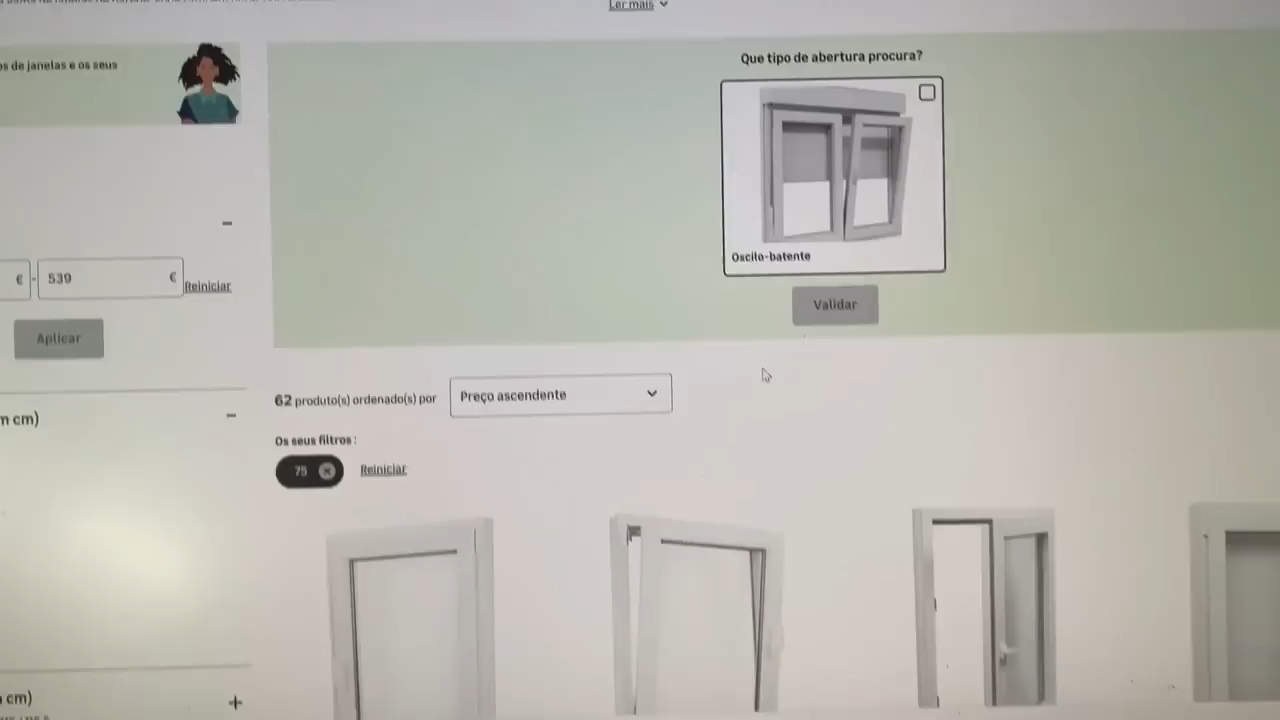 Ler mais
os de janelas e os seus
Que tipo de abertura procura?
Oscilo-batente
Validar
€ - 539 €
Reiniciar
Aplicar
62 produto(s) ordenado(s) por
Preço ascendente
cm)
Os seus filtros :
75
Reiniciar
cm)